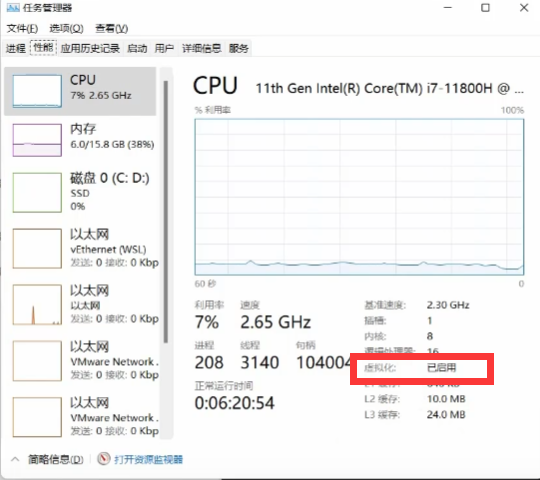 任务管理器
文件(F) 选项(O) 查看(V)
进程 性能 应用历史记录 启动 用户 详细信息 服务
CPU
7% 2.65 GHz
内存
6.0/15.8 GB (38%)
磁盘 0 (C: D:)
SSD
0%
以太网
vEthernet (WSL)
发送: 0 接收: 0 Kbp
以太网
以太网
发送: 0 接收: 0 Kbp
以太网
VMware Network .
发送: 0 接收: 0 Kbp
以太网
VMware Network .
发送: 0 接收: 0 Kbp
CPU 11th Gen Intel(R) Core(TM) i7-11800H @ ...
% 利用率 100%
60 秒 0
利用率 速度
7% 2.65 GHz
进程 线程 句柄
208 3140 104004
正常运行时间
0:06:20:54
基准速度: 2.30 GHz
插槽: 1
内核: 8
逻辑处理器: 16
虚拟化: 已启用
L2 缓存: 10.0 MB
L3 缓存: 24.0 MB
简略信息(D) 打开资源监视器